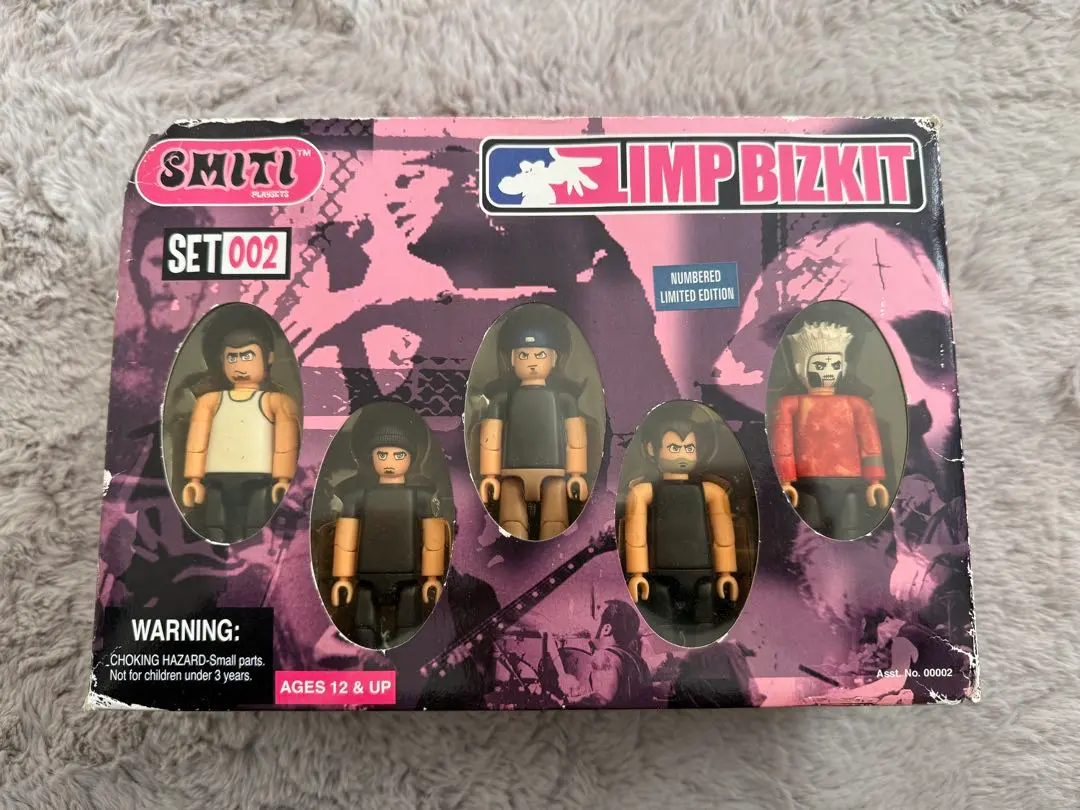 SMITI™
PLAYSETS
LIMP BIZKIT
SET 002
NUMBERED
LIMITED EDITION
WARNING:
CHOKING HAZARD-Small parts.
Not for children under 3 years.
AGES 12 & UP
Asst. No. 00002